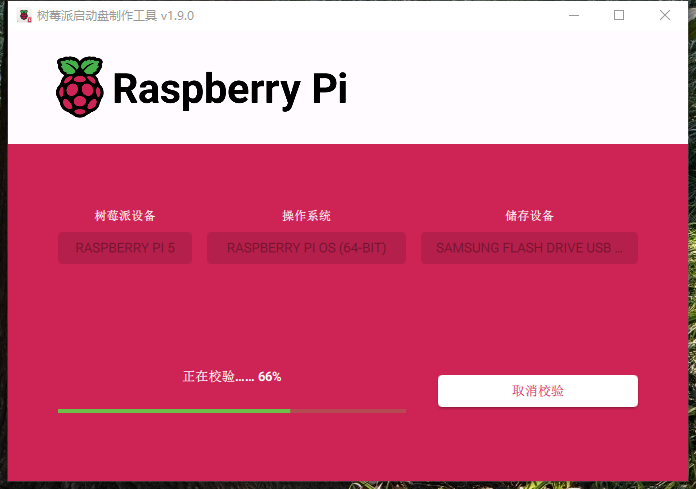 树莓派启动盘制作工具 v1.9.0
Raspberry Pi
树莓派设备 操作系统 储存设备
RASPBERRY PI 5 RASPBERRY PI OS (64-BIT) SAMSUNG FLASH DRIVE USB ...
正在校验…… 66%
取消校验